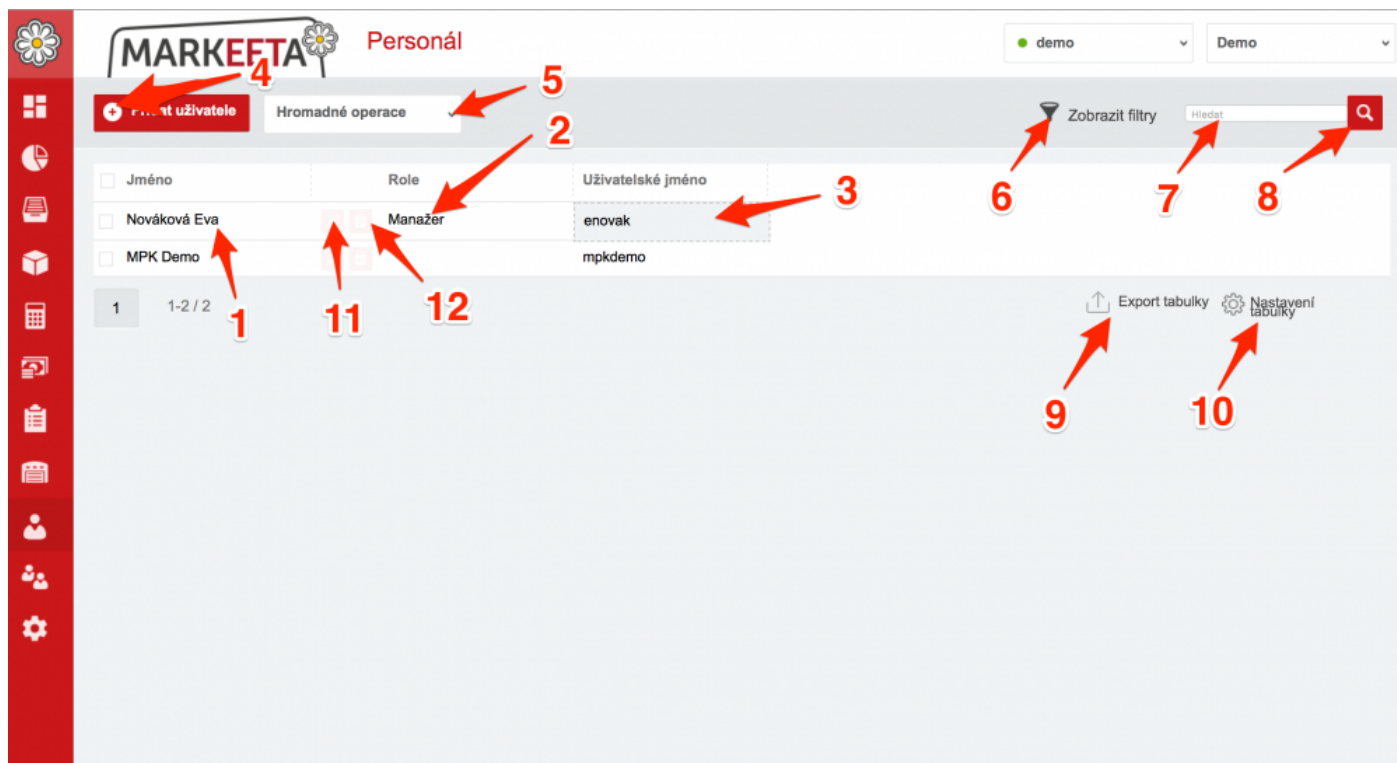 MARKEETA
Personál
demo
Demo
4
5
Přidat uživatele
Hromadné operace
Zobrazit filtry
Hledat
2
6
7
8
Jméno
Role
Uživatelské jméno
3
Nováková Eva
Manažer
enovak
MPK Demo
mpkdemo
1
1-2 / 2
1
11
12
Export tabulky
Nastavení
tabulky
9
10